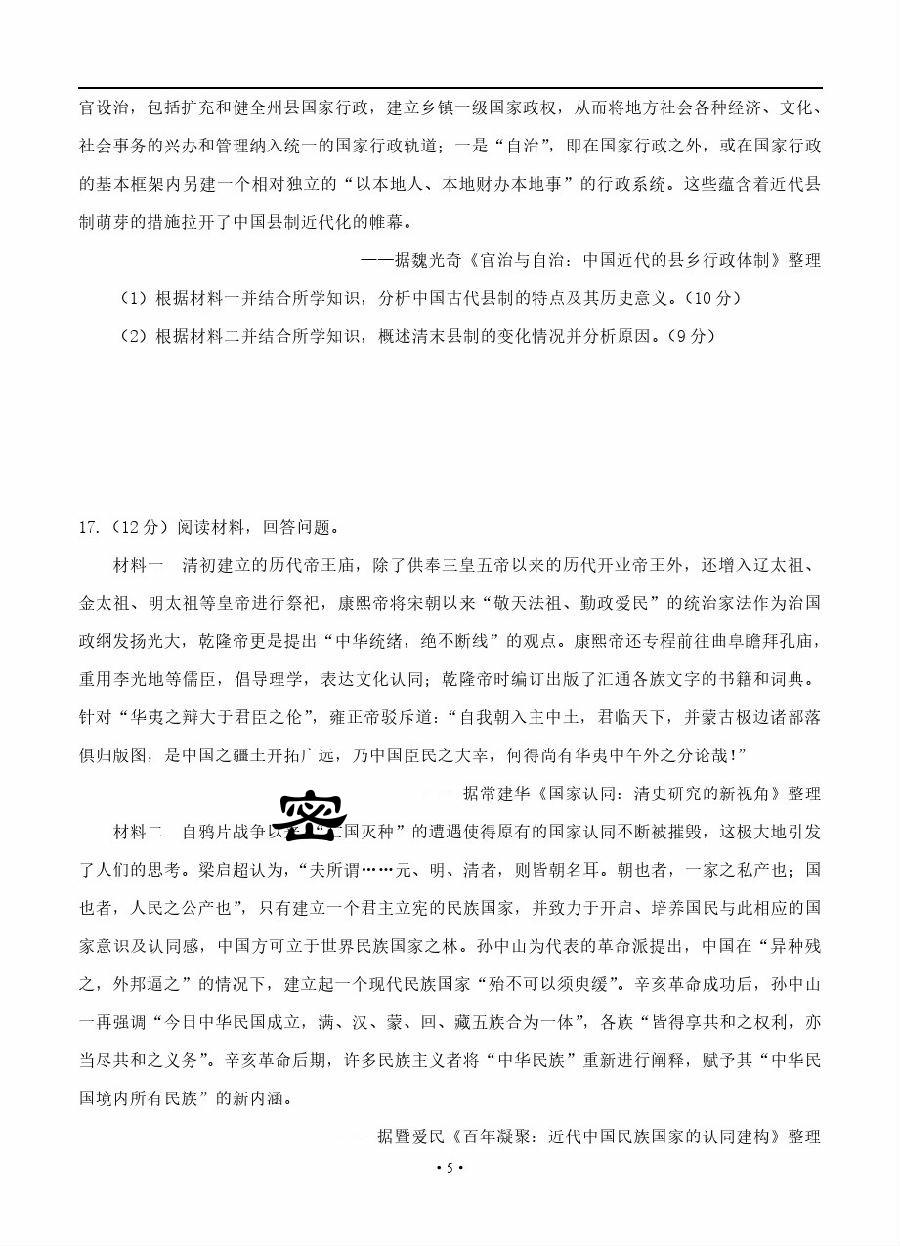 官设治，包括扩充和健全州县国家行政，建立乡镇一级国家政权，从而将地方社会各种经济、文化、
社会事务的兴办和管理纳入统一的国家行政轨道；一是“自治”，即在国家行政之外，或在国家行政
的基本框架内另建一个相对独立的“以本地人、本地财办本地事”的行政系统。这些蕴含着近代县
制萌芽的措施拉开了中国县制近代化的帷幕。
——据魏光奇《官治与自治：中国近代的县乡行政体制》整理
（1）根据材料一并结合所学知识，分析中国古代县制的特点及其历史意义。（10 分）
（2）根据材料二并结合所学知识，概述清末县制的变化情况并分析原因。（9 分）
17.（12 分）阅读材料，回答问题。
材料一 清初建立的历代帝王庙，除了供奉三皇五帝以来的历代开业帝王外，还增入辽太祖、
金太祖、明太祖等皇帝进行祭祀，康熙帝将宋朝以来“敬天法祖、勤政爱民”的统治家法作为治国
政纲发扬光大，乾隆帝更是提出“中华统绪，绝不断线”的观点。康熙帝还专程前往曲阜瞻拜孔庙，
重用李光地等儒臣，倡导理学，表达文化认同；乾隆帝时编订出版了汇通各族文字的书籍和词典。
针对“华夷之辩大于君臣之伦”，雍正帝驳斥道：“自我朝入主中土，君临天下，并蒙古极边诸部落
俱归版图，是中国之疆土开拓广远，乃中国臣民之大幸，何得尚有华夷中午外之分论哉！”
据常建华《国家认同：清史研究的新视角》整理
材料二 自鸦片战争以 国灭种”的遭遇使得原有的国家认同不断被摧毁，这极大地引发
密
了人们的思考。梁启超认为，“夫所谓……元、明、清者，则皆朝名耳。朝也者，一家之私产也；国
也者，人民之公产也”，只有建立一个君主立宪的民族国家，并致力于开启、培养国民与此相应的国
家意识及认同感，中国方可立于世界民族国家之林。孙中山为代表的革命派提出，中国在“异种残
之，外邦逼之”的情况下，建立起一个现代民族国家“殆不可以须臾缓”。辛亥革命成功后，孙中山
一再强调“今日中华民国成立，满、汉、蒙、回、藏五族合为一体”，各族“皆得享共和之权利，亦
当尽共和之义务”。辛亥革命后期，许多民族主义者将“中华民族”重新进行阐释，赋予其“中华民
国境内所有民族”的新内涵。
据暨爱民《百年凝聚：近代中国民族国家的认同建构》整理
·5·